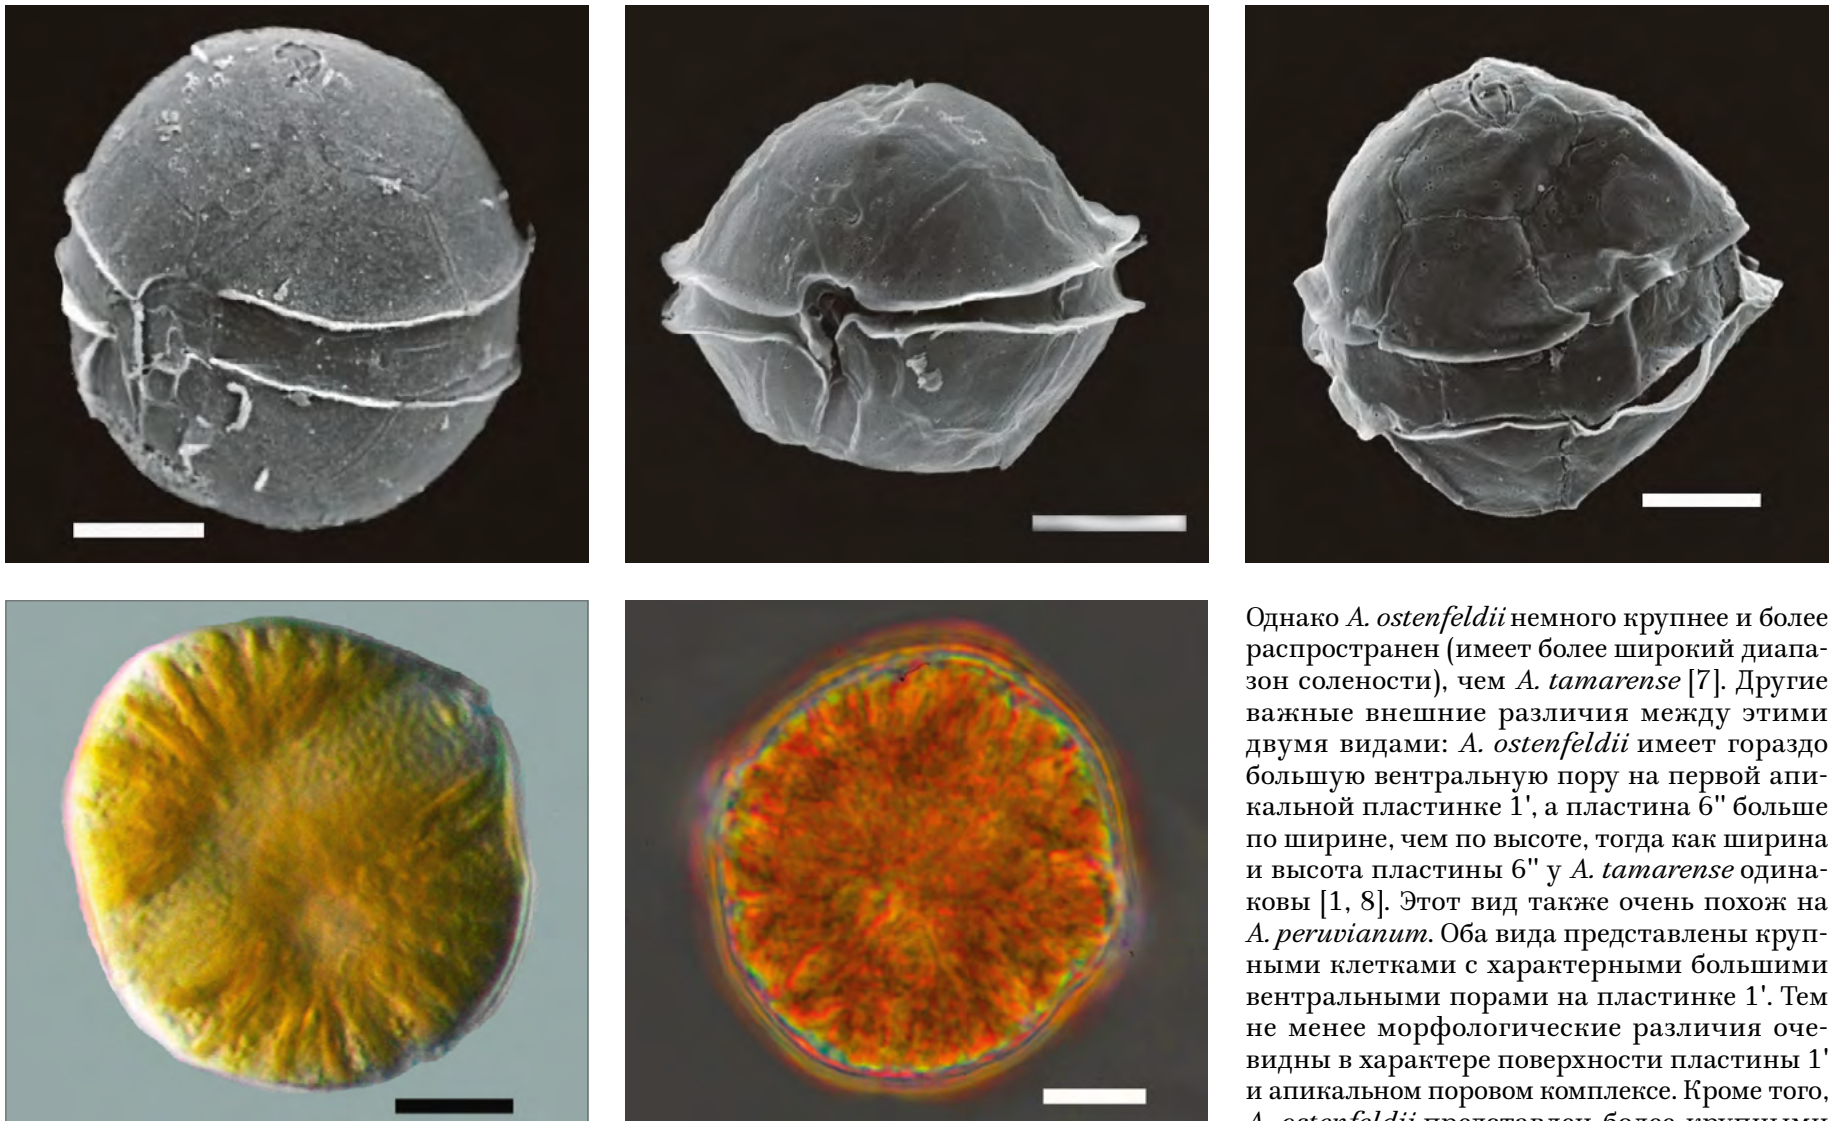 Однако A. ostenfeldii немного крупнее и более
распространен (имеет более широкий диапа-
зон солености), чем A. tamarense [7]. Другие
важные внешние различия между этими
двумя видами: A. ostenfeldii имеет гораздо
большую вентральную пору на первой апи-
кальной пластинке 1', а пластина 6" больше
по ширине, чем по высоте, тогда как ширина
и высота пластины 6" у A. tamarense одина-
ковы [1, 8]. Этот вид также очень похож на
A. peruvianum. Оба вида представлены круп-
ными клетками с характерными большими
вентральными порами на пластинке 1'. Тем
не менее морфологические различия оче-
видны в характере поверхности пластины 1'
и апикальном поровом комплексе. Кроме того,
A. ostenfeldii представлен более крупными